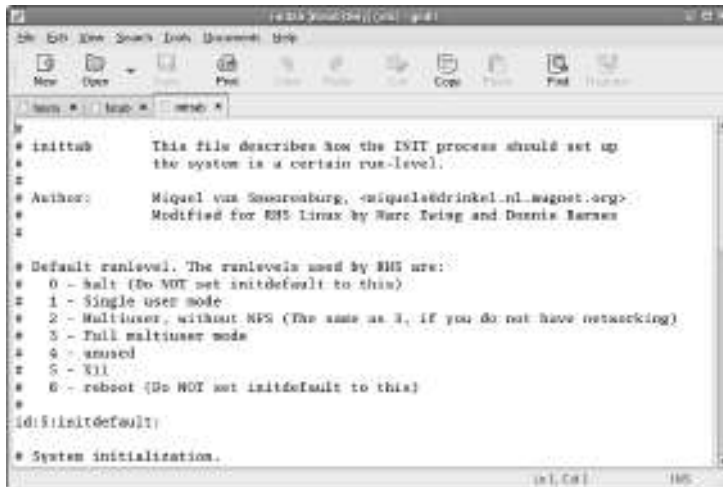 File Edit View Search Tools Documents Help
New Open Print Copy Find
inittab
#
# inittab This file describes how the INIT process should set up
# the system in a certain run-level.
#
# Author: Miquel van Smoorenburg, <miquels@drinkel.nl.mugnet.org>
# Modified for RHS Linux by Marc Ewing and Donnie Barnes
#
# Default runlevel. The runlevels used by RHS are:
# 0 - halt (Do NOT set initdefault to this)
# 1 - Single user mode
# 2 - Multiuser, without NFS (The same as 3, if you do not have networking)
# 3 - Full multiuser mode
# 4 - unused
# 5 - X11
# 6 - reboot (Do NOT set initdefault to this)
#
id:5:initdefault:
# System initialization.
Ln 1, Col 1 INS